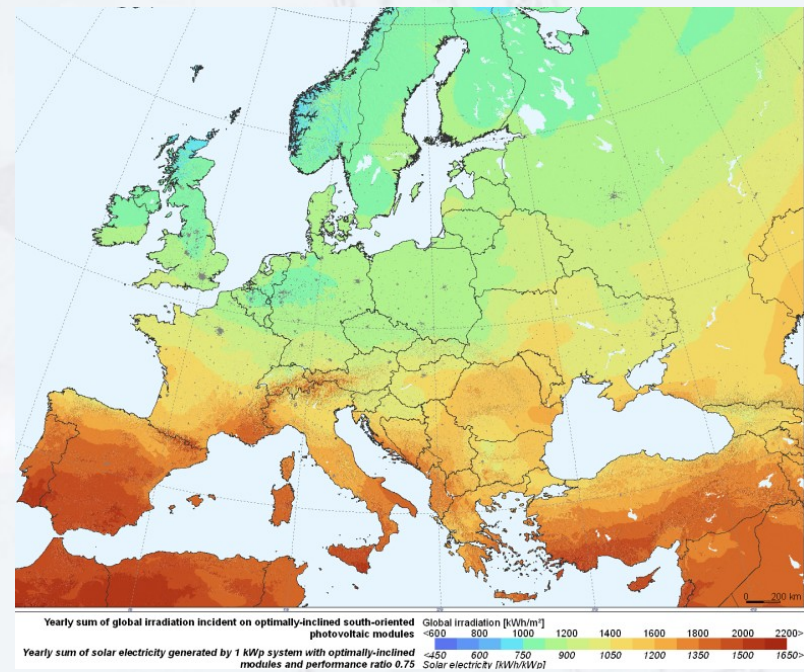 0 200 km
Yearly sum of global irradiation incident on optimally-inclined south-oriented
photovoltaic modules
Yearly sum of solar electricity generated by 1 kWp system with optimally-inclined
modules and performance ratio 0.75
Global irradiation [kWh/m²]
<600 800 1000 1200 1400 1600 1800 2000 2200>
<450 600 750 900 1050 1200 1350 1500 1650>
Solar electricity [kWh/kWp]